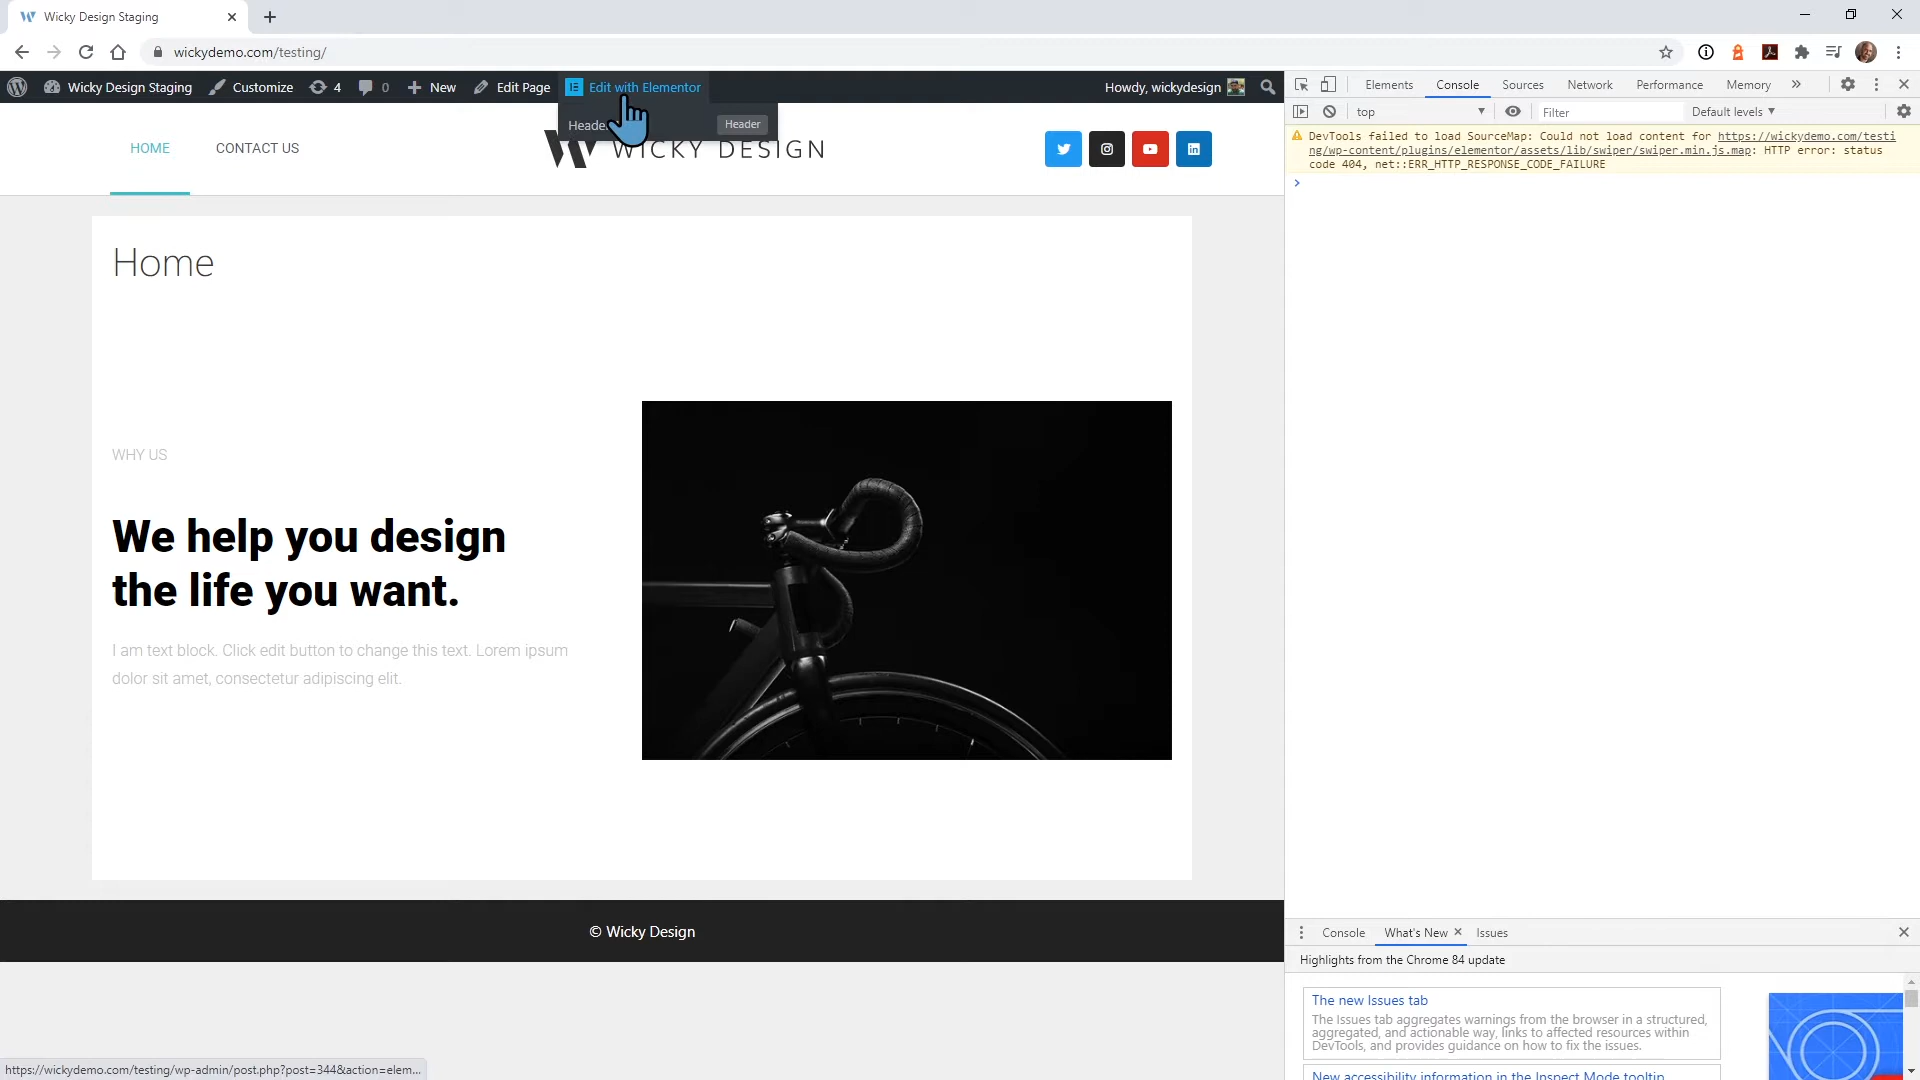 Wicky Design Staging
wickydemo.com/testing/
Wicky Design Staging
Customize
4
0
New
Edit Page
Edit with Elementor
Howdy, wickydesign
Header
HOME
CONTACT US
WICKY DESIGN
Home
WHY US
We help you design
the life you want.
I am text block. Click edit button to change this text. Lorem ipsum
dolor sit amet, consectetur adipiscing elit.
© Wicky Design
https://wickydemo.com/testing/wp-admin/post.php?post=344&action=elem...
Elements
Console
Sources
Network
Performance
Memory
top
Filter
Default levels
DevTools failed to load SourceMap: Could not load content for https://wickydemo.com/testi
ng/wp-content/plugins/elementor/assets/lib/swiper/swiper.min.js.map: HTTP error: status
code 404, net::ERR_HTTP_RESPONSE_CODE_FAILURE
Console
What's New
Issues
Highlights from the Chrome 84 update
The new Issues tab
The Issues tab aggregates warnings from the browser in a structured,
aggregated, and actionable way, links to affected resources within
DevTools, and provides guidance on how to fix the issues.
New accessibility information in the Inspect Mode tooltip